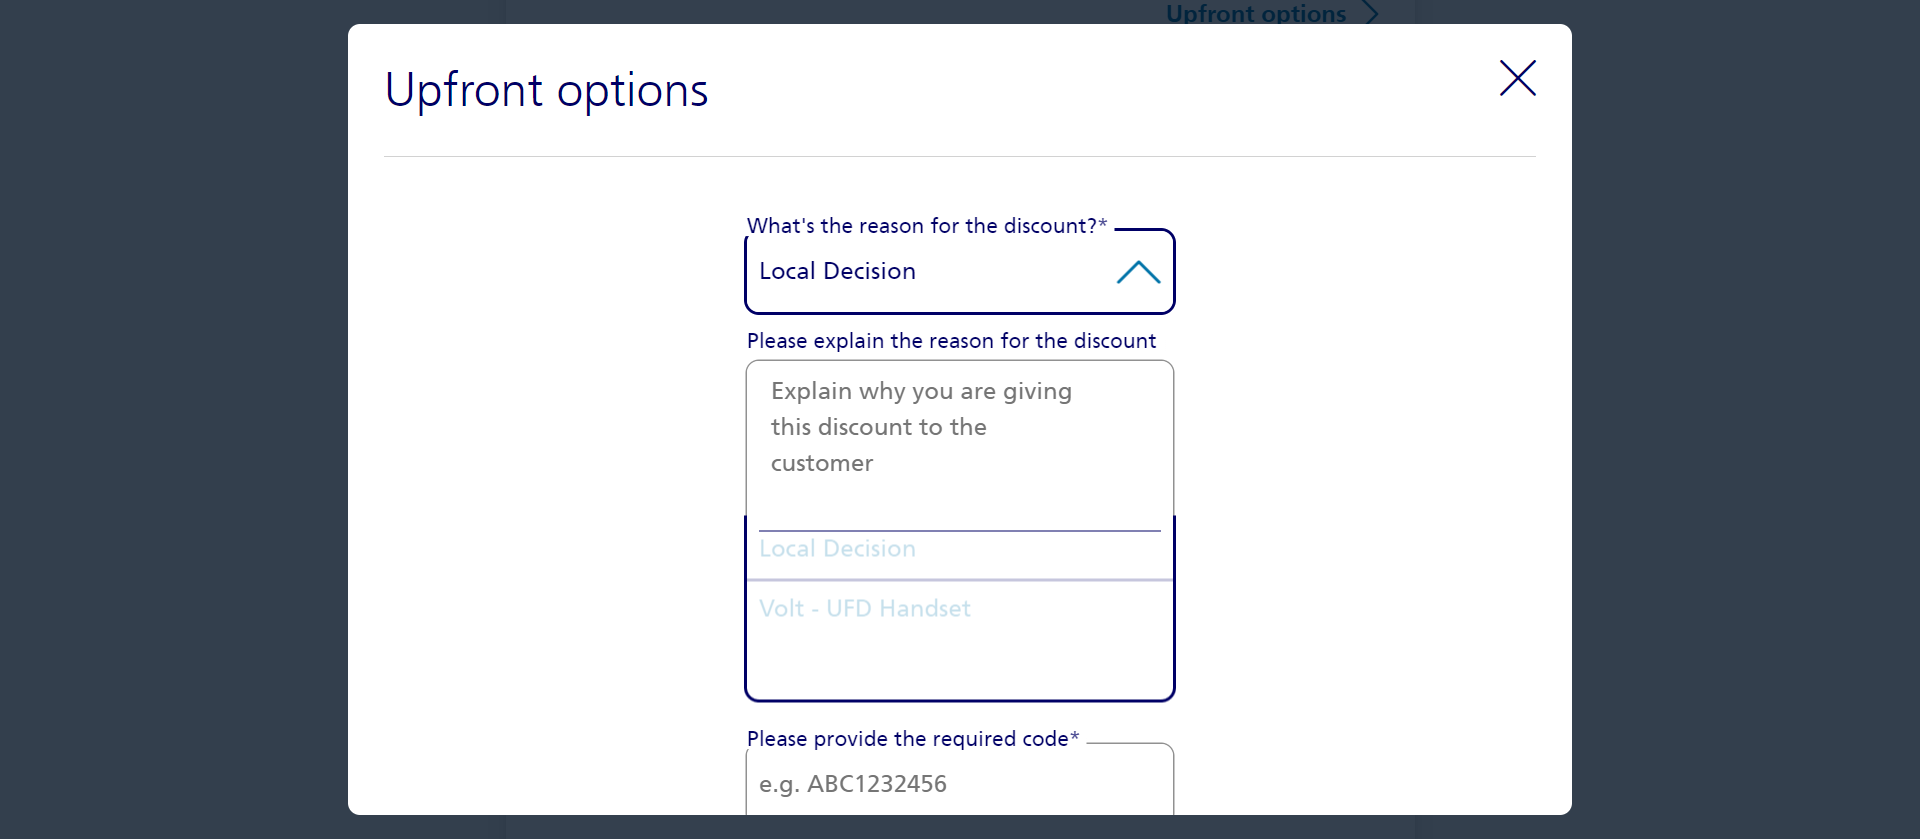 Upfront options
Upfront options
What's the reason for the discount?*
Local Decision
Please explain the reason for the discount
Explain why you are giving
this discount to the
customer
Local Decision
Volt - UFD Handset
Please provide the required code*
e.g. ABC1232456